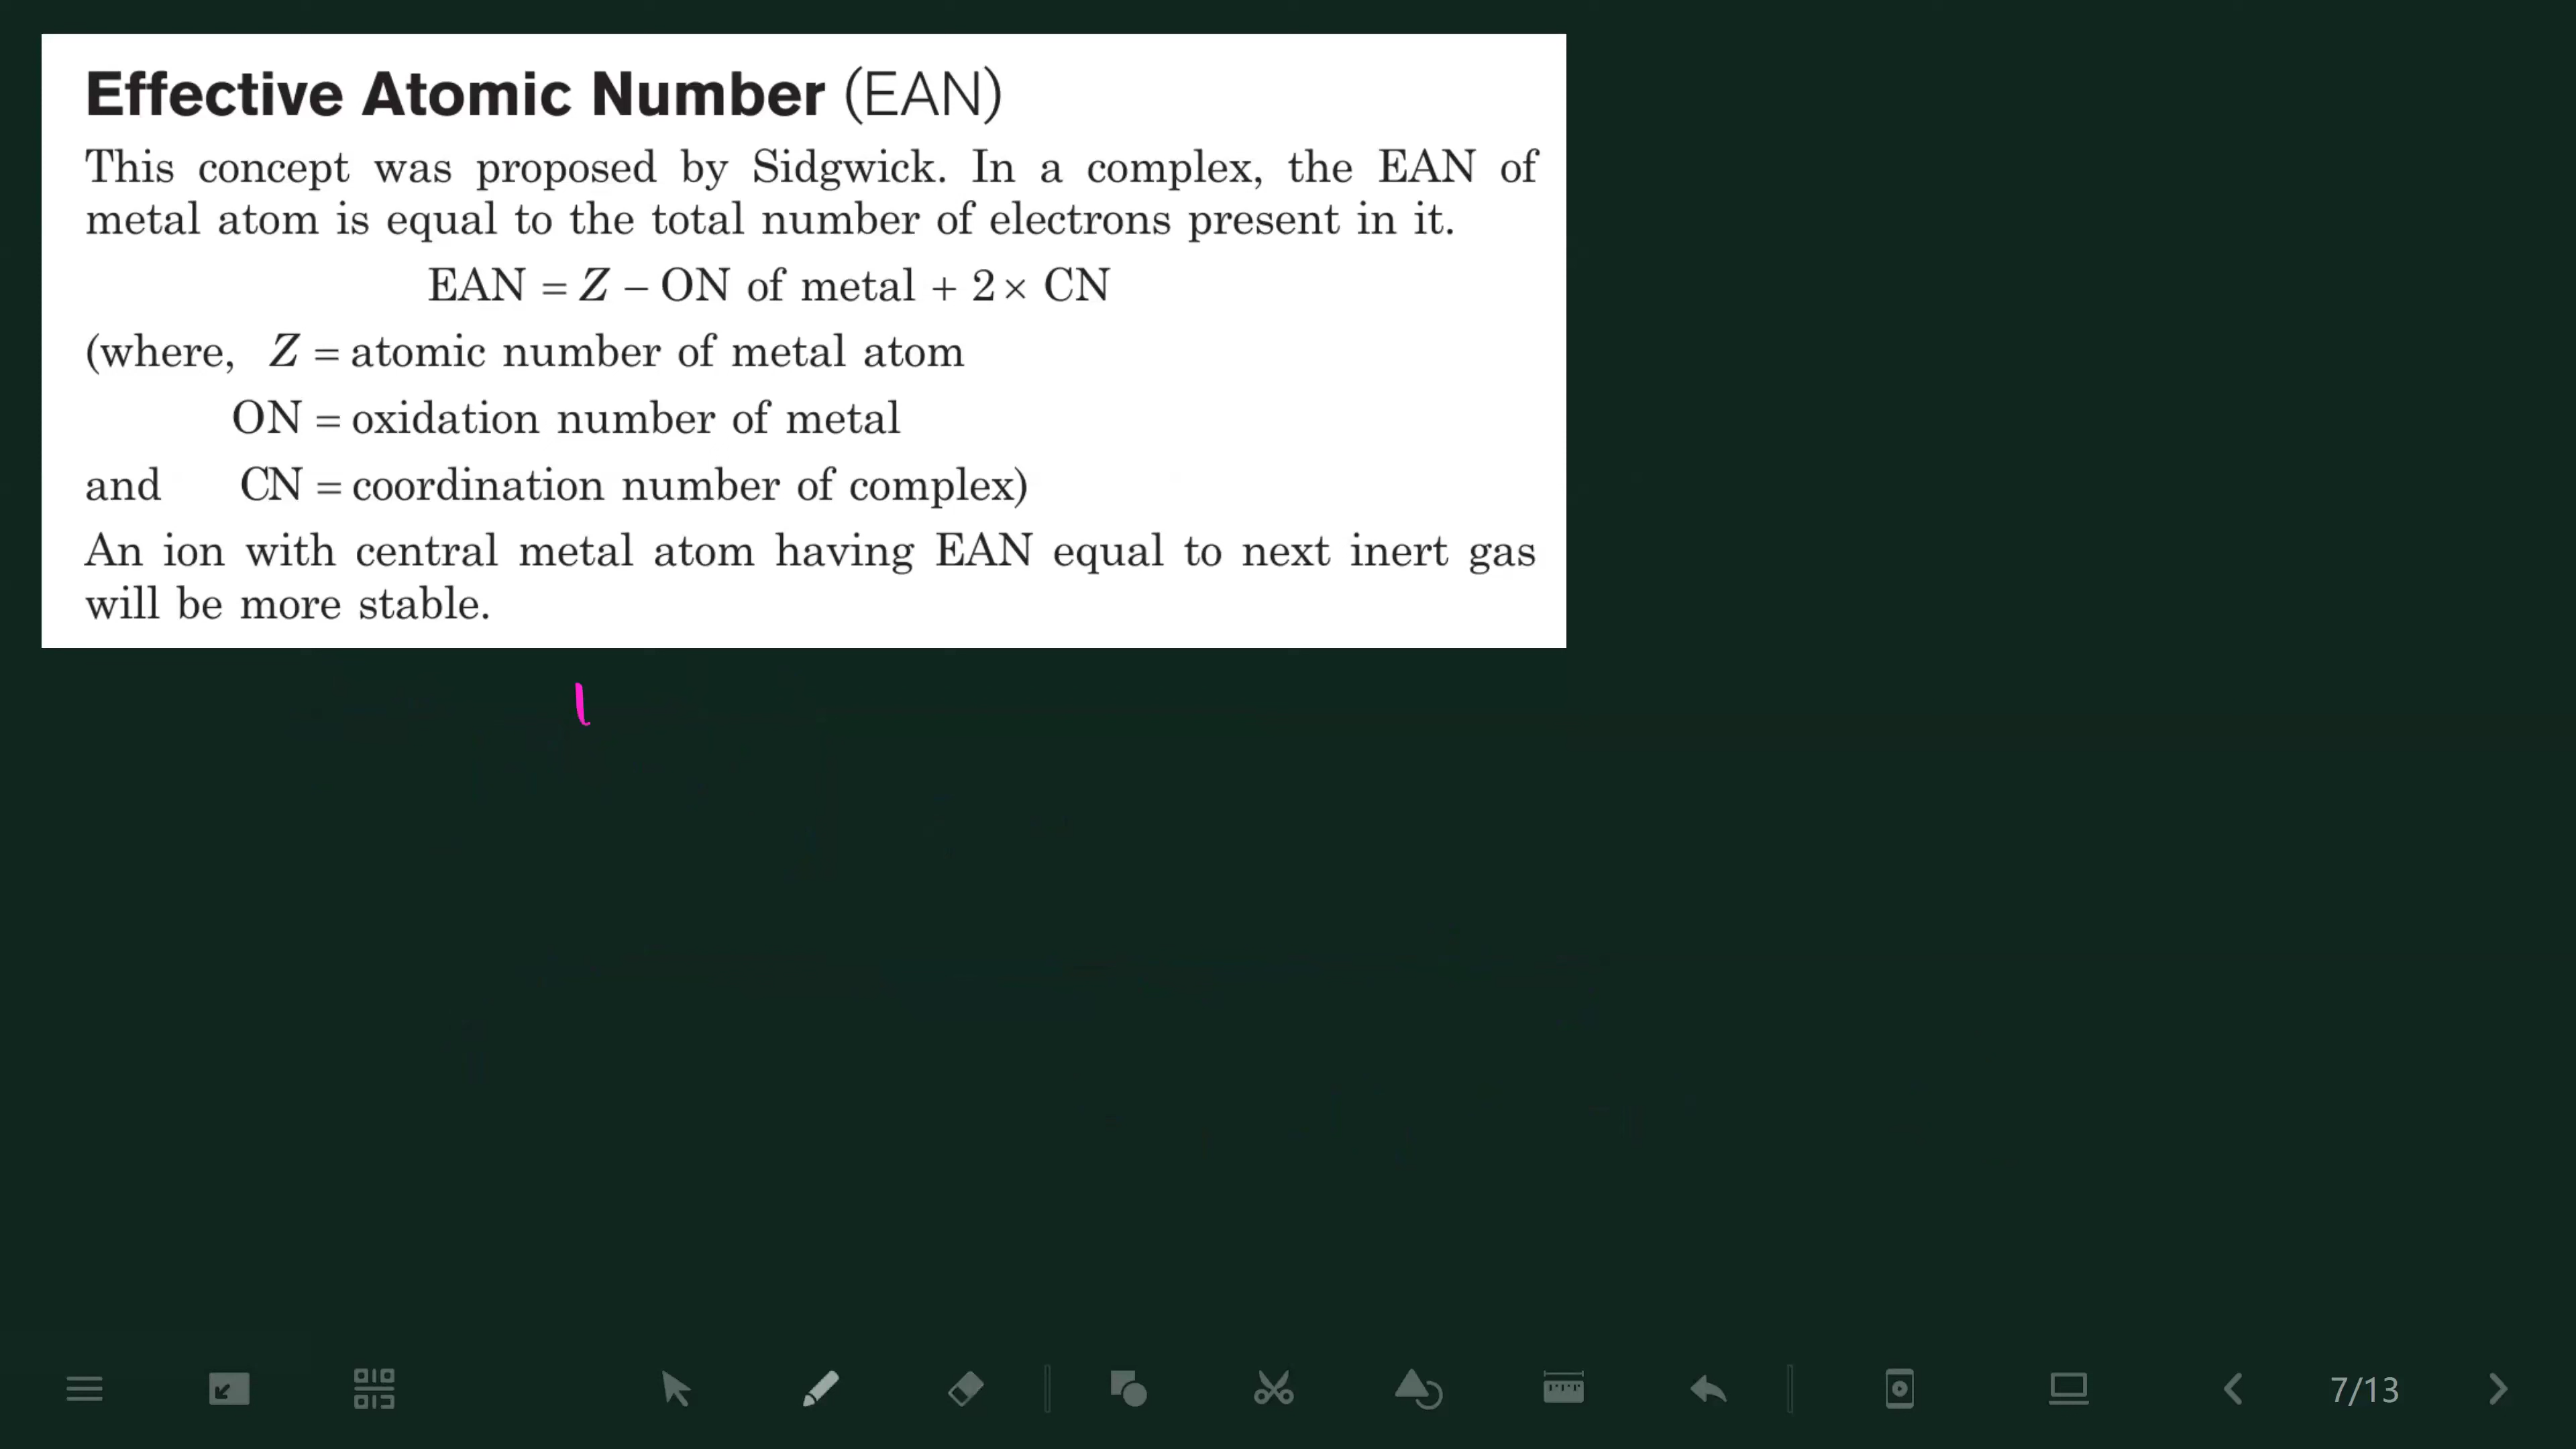 Effective Atomic Number (EAN)
This concept was proposed by Sidgwick. In a complex, the EAN of
metal atom is equal to the total number of electrons present in it.
EAN = Z – ON of metal + 2 × CN
(where, Z = atomic number of metal atom
ON = oxidation number of metal
and CN = coordination number of complex)
An ion with central metal atom having EAN equal to next inert gas
will be more stable.
7/13